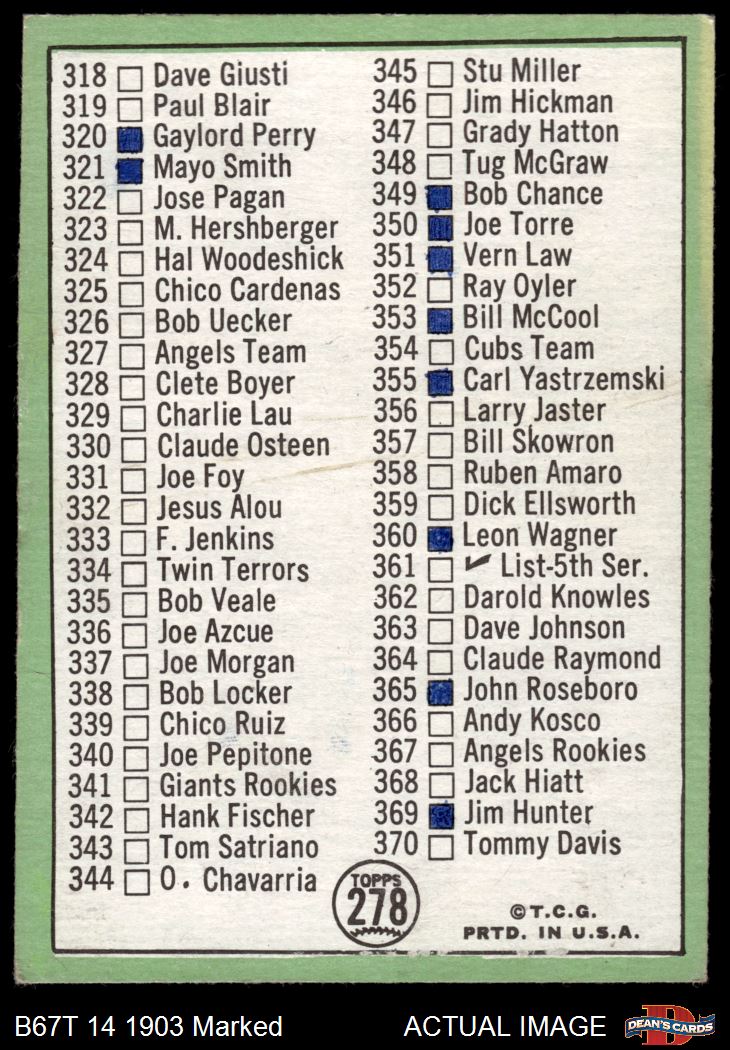 318 Dave Giusti
319 Paul Blair
320 Gaylord Perry
321 Mayo Smith
322 Jose Pagan
323 M. Hershberger
324 Hal Woodeshick
325 Chico Cardenas
326 Bob Uecker
327 Angels Team
328 Clete Boyer
329 Charlie Lau
330 Claude Osteen
331 Joe Foy
332 Jesus Alou
333 F. Jenkins
334 Twin Terrors
335 Bob Veale
336 Joe Azcue
337 Joe Morgan
338 Bob Locker
339 Chico Ruiz
340 Joe Pepitone
341 Giants Rookies
342 Hank Fischer
343 Tom Satriano
344 O. Chavarria
345 Stu Miller
346 Jim Hickman
347 Grady Hatton
348 Tug McGraw
349 Bob Chance
350 Joe Torre
351 Vern Law
352 Ray Oyler
353 Bill McCool
354 Cubs Team
355 Carl Yastrzemski
356 Larry Jaster
357 Bill Skowron
358 Ruben Amaro
359 Dick Ellsworth
360 Leon Wagner
361 List-5th Ser.
362 Darold Knowles
363 Dave Johnson
364 Claude Raymond
365 John Roseboro
366 Andy Kosco
367 Angels Rookies
368 Jack Hiatt
369 Jim Hunter
370 Tommy Davis
TOPPS
278
© T.C.G.
PRTD. IN U.S.A.
B67T 14 1903 Marked
ACTUAL IMAGE
D
DEAN'S CARDS